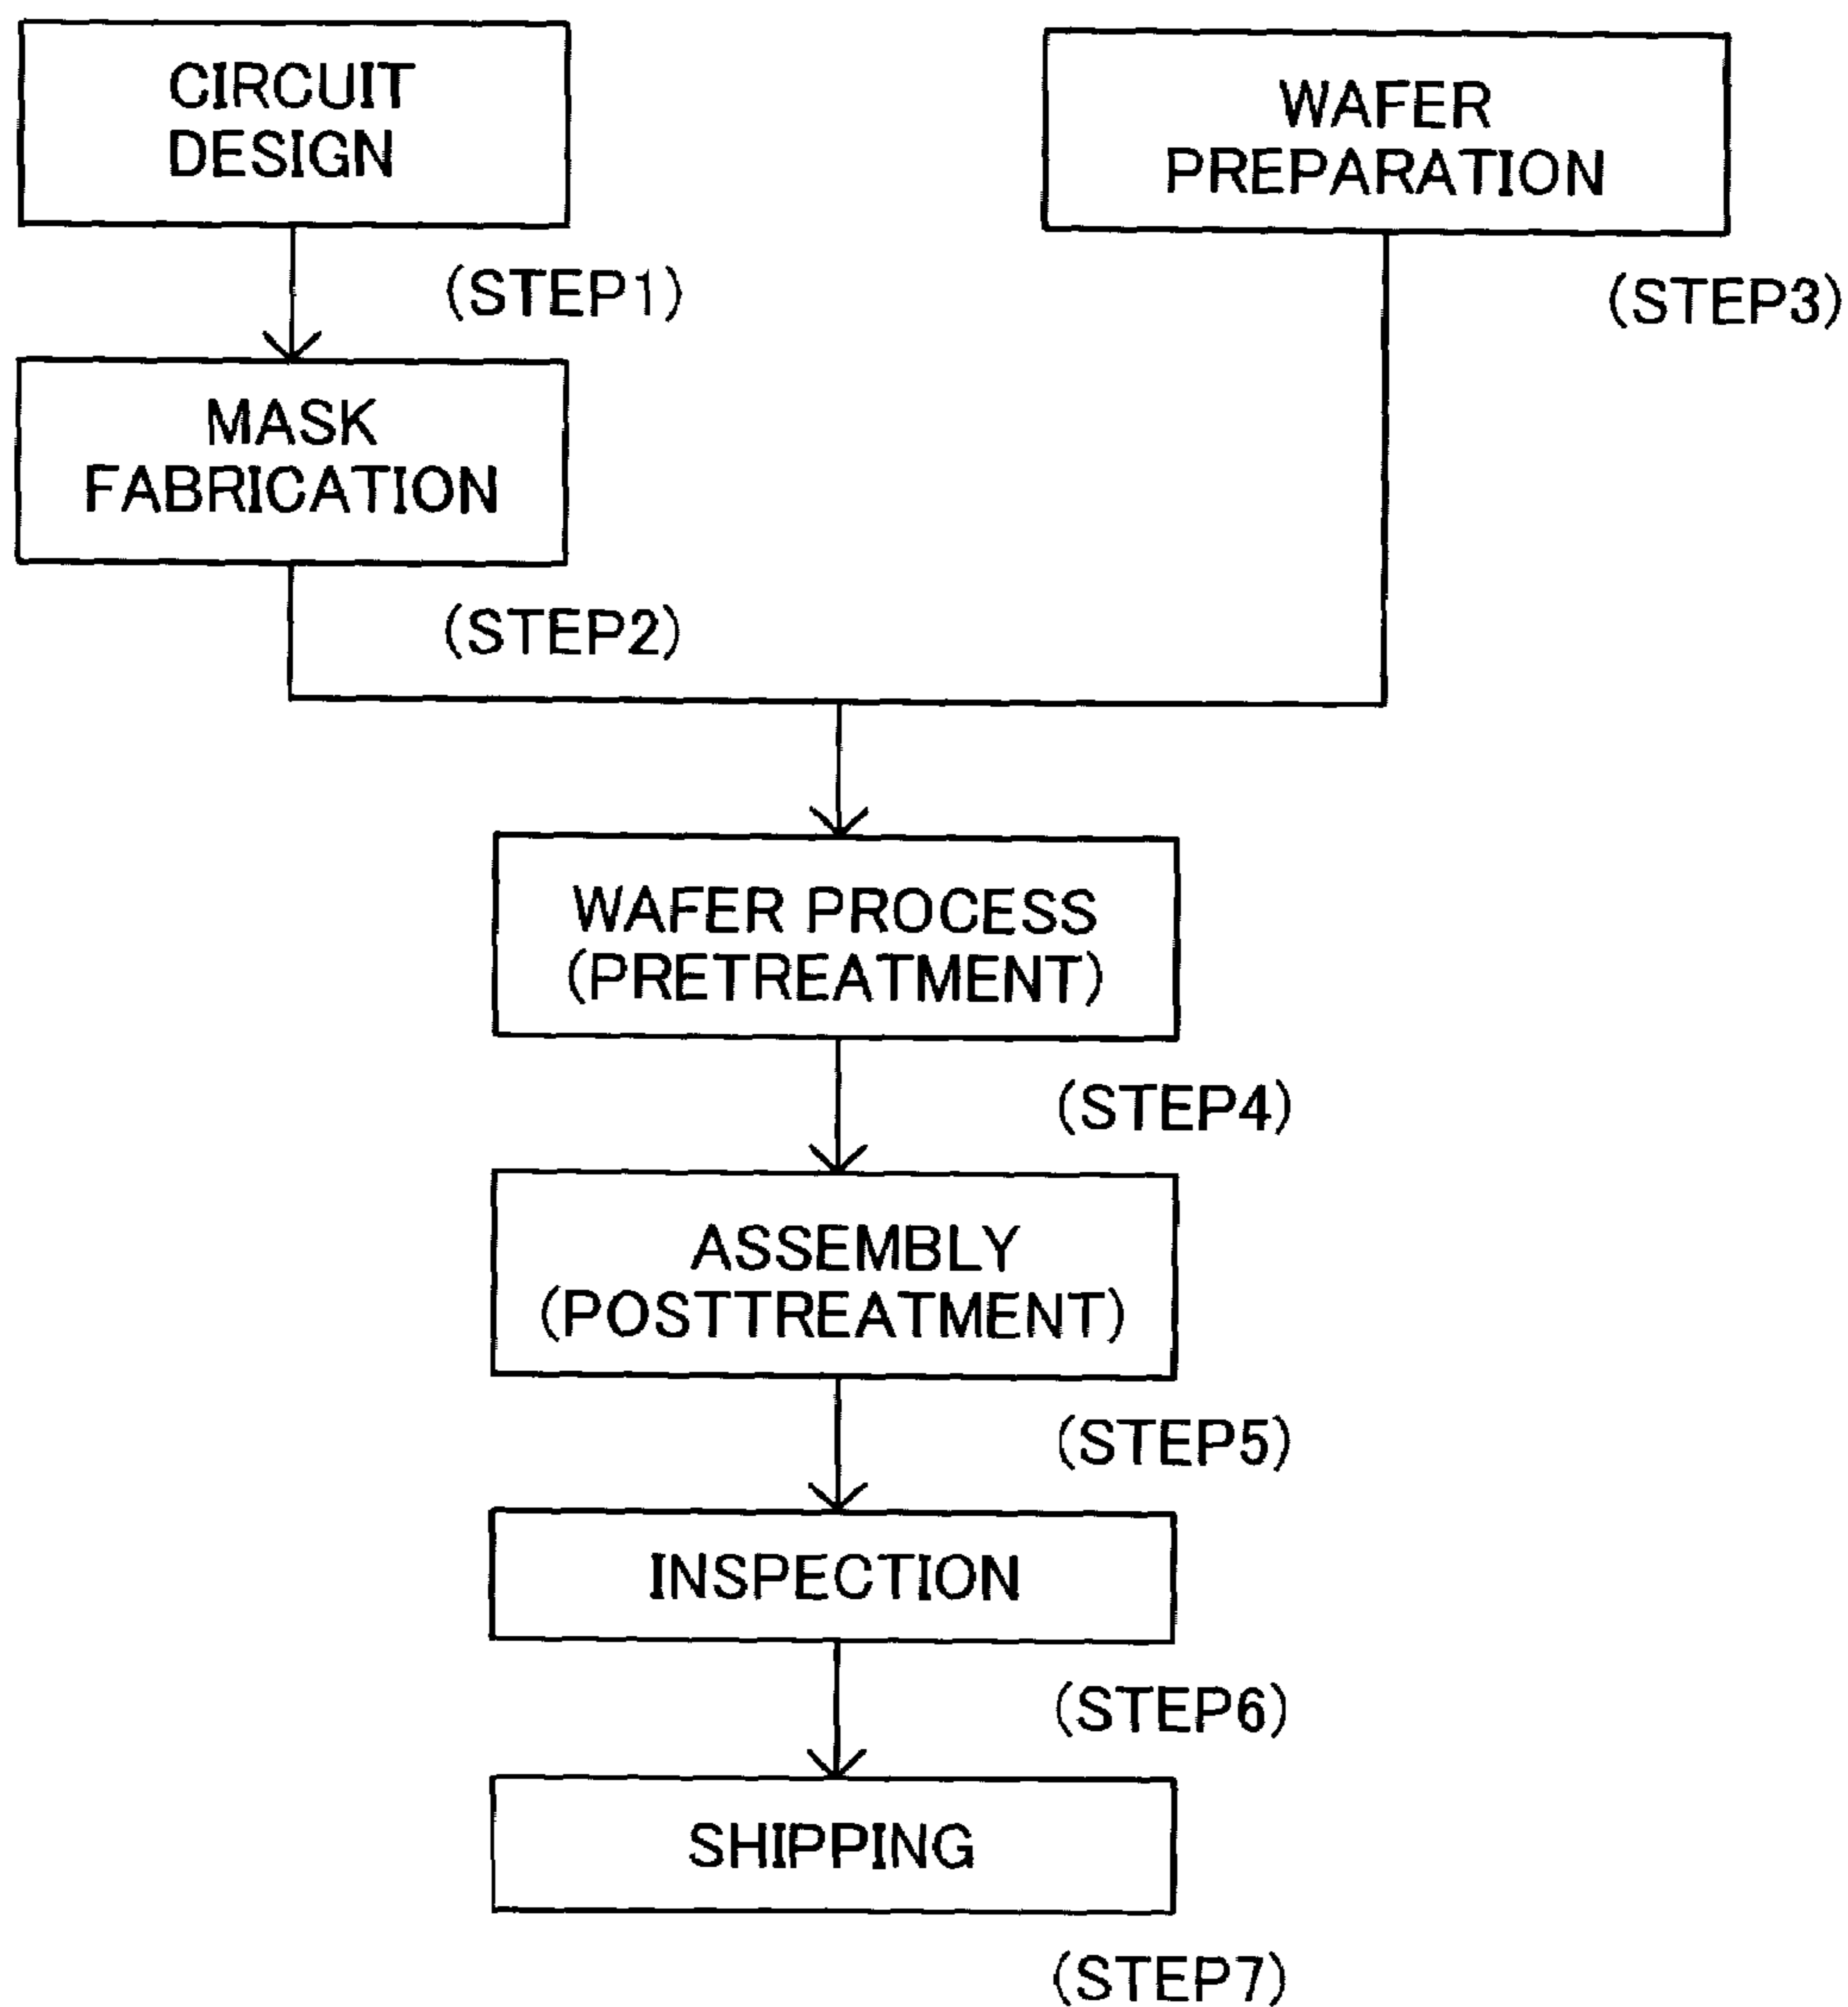 CIRCUIT
DESIGN
(STEP1)
MASK
FABRICATION
(STEP2)
WAFER
PREPARATION
(STEP3)
WAFER PROCESS
(PRETREATMENT)
(STEP4)
ASSEMBLY
(POSTTREATMENT)
(STEP5)
INSPECTION
(STEP6)
SHIPPING
(STEP7)